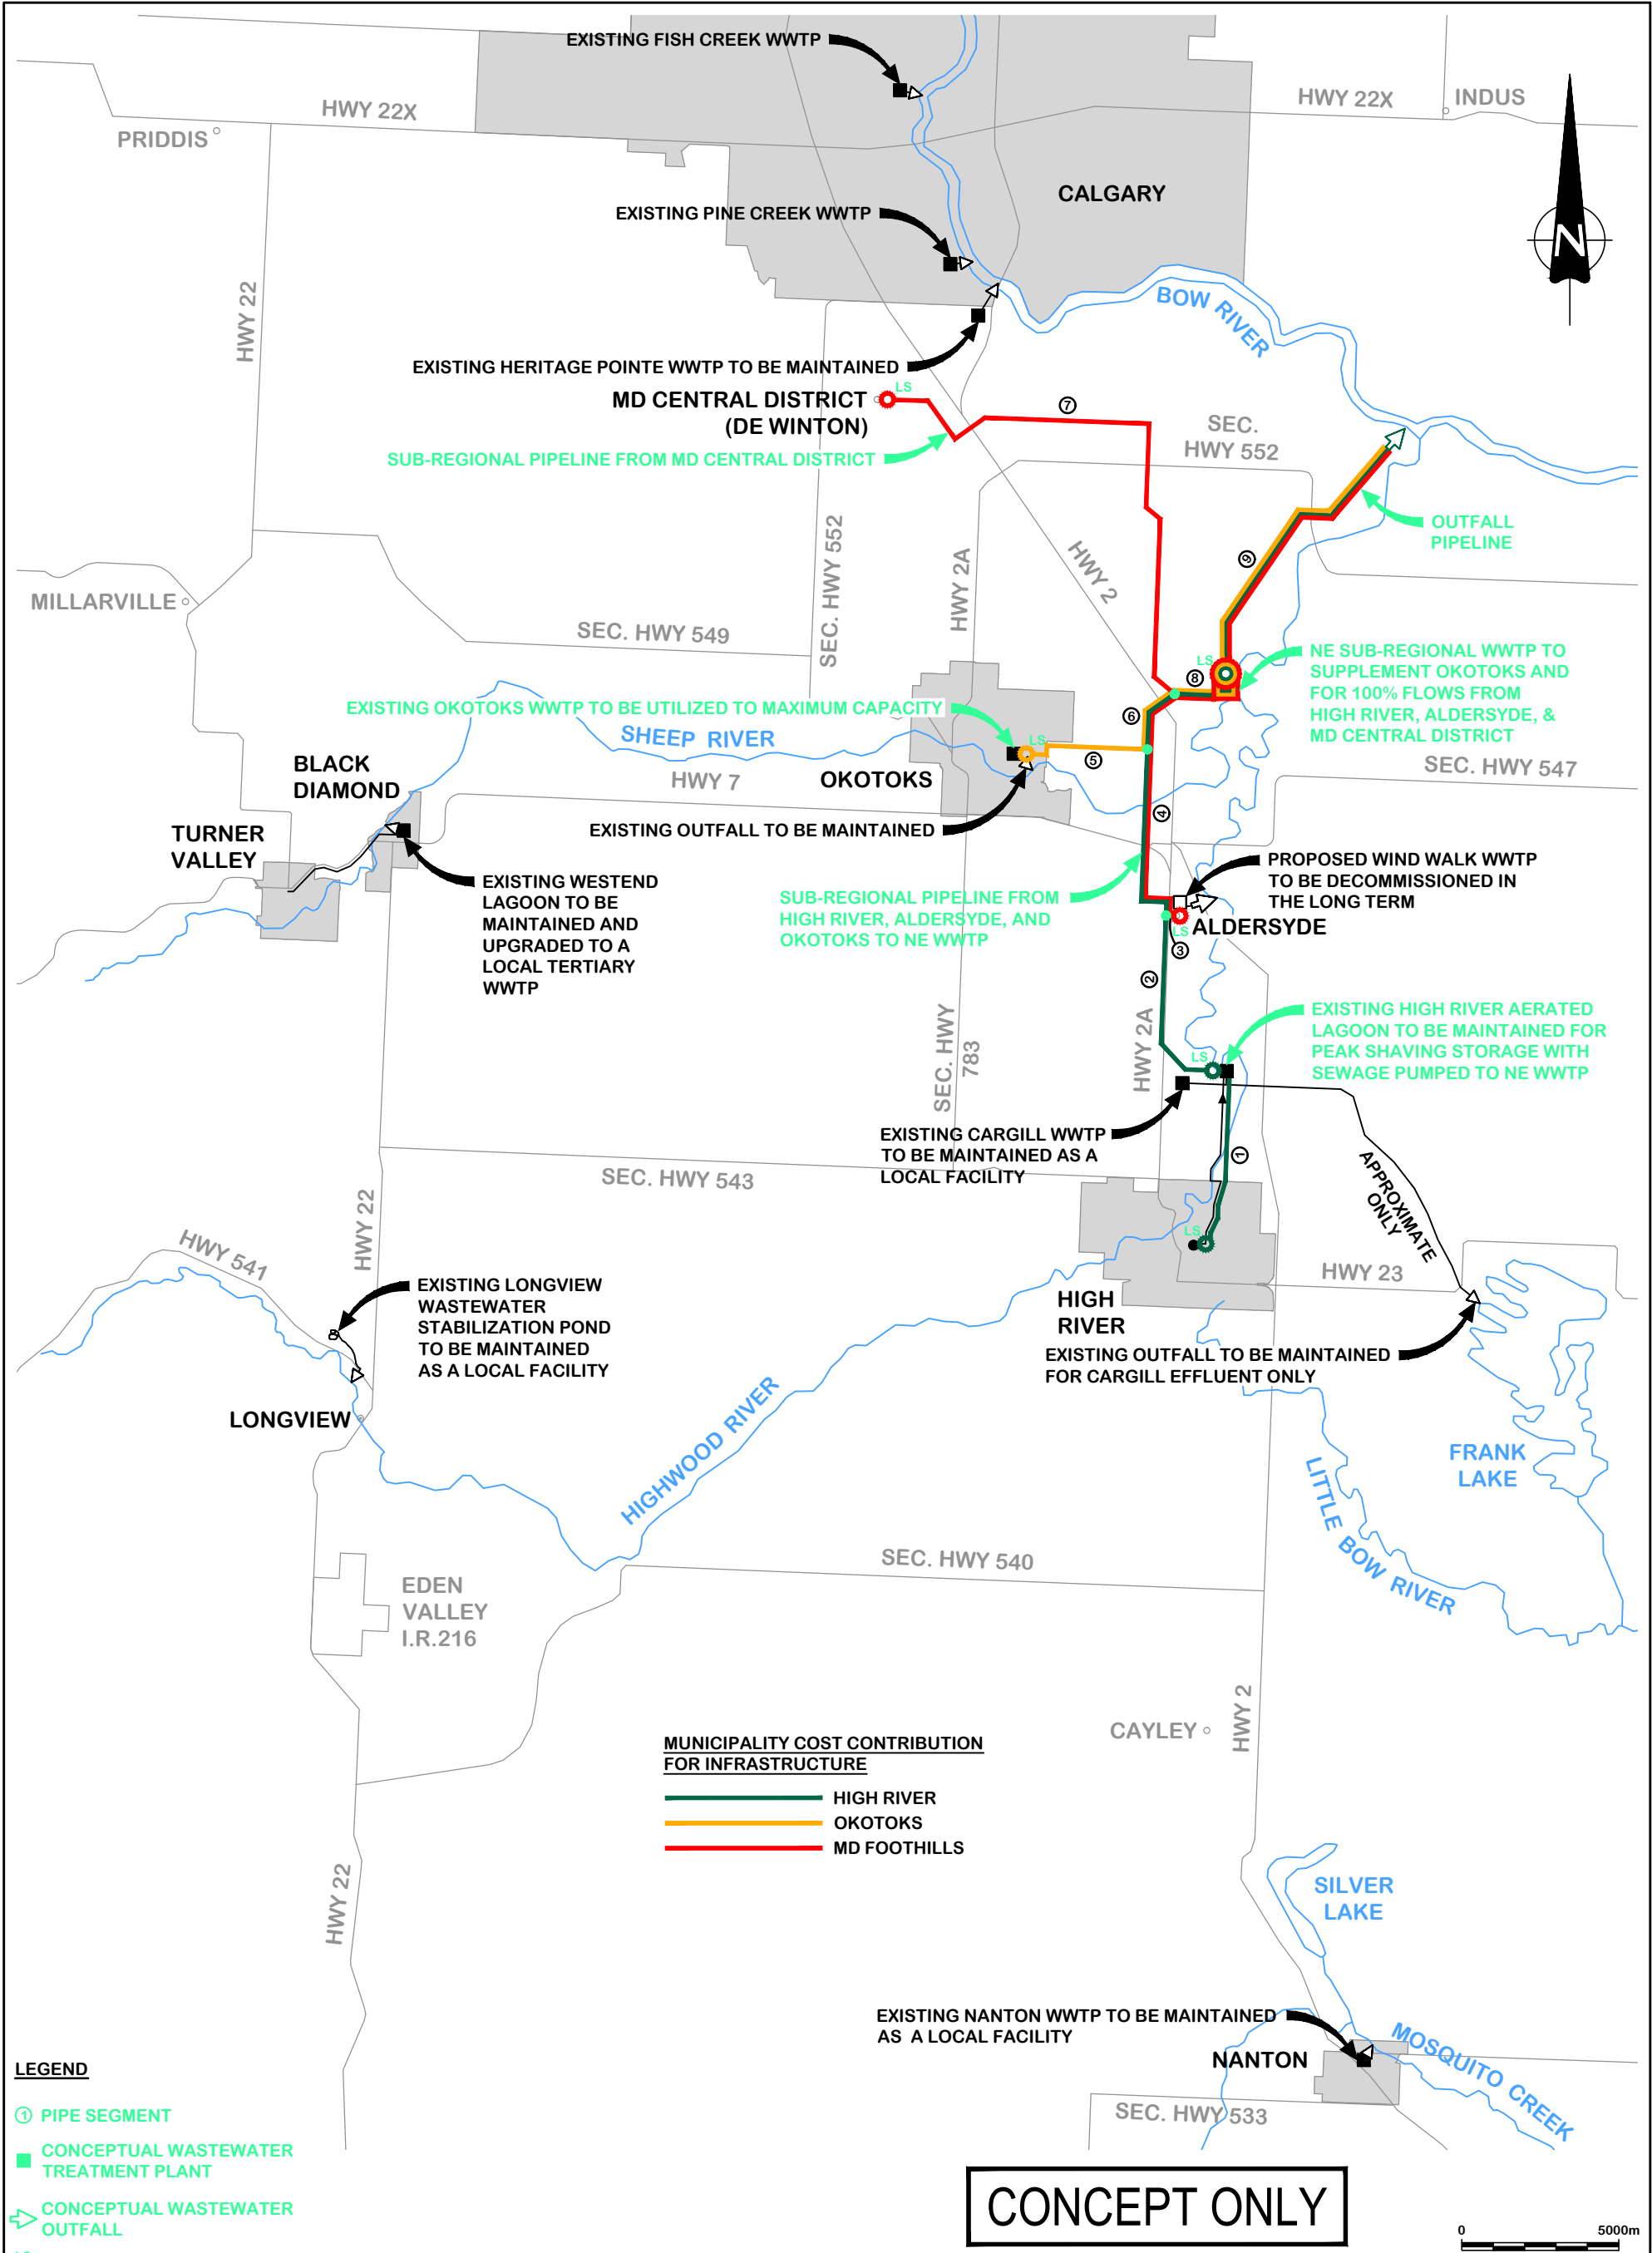 EXISTING FISH CREEK WWTP
HWY 22X
HWY 22X
INDUS
PRIDDIS
CALGARY
N
EXISTING PINE CREEK WWTP
HWY 22
BOW RIVER
EXISTING HERITAGE POINTE WWTP TO BE MAINTAINED
LS
MD CENTRAL DISTRICT
(DE WINTON)
7
SEC.
HWY 552
SUB-REGIONAL PIPELINE FROM MD CENTRAL DISTRICT
OUTFALL
PIPELINE
SEC. HWY 552
HWY 2A
HWY 2
9
MILLARVILLE
SEC. HWY 549
NE SUB-REGIONAL WWTP TO
SUPPLEMENT OKOTOKS AND
FOR 100% FLOWS FROM
HIGH RIVER, ALDERSYDE, &
MD CENTRAL DISTRICT
LS
8
EXISTING OKOTOKS WWTP TO BE UTILIZED TO MAXIMUM CAPACITY
6
SHEEP RIVER
LS
5
BLACK
DIAMOND
HWY 7
OKOTOKS
SEC. HWY 547
TURNER
VALLEY
EXISTING OUTFALL TO BE MAINTAINED
4
EXISTING WESTEND
LAGOON TO BE
MAINTAINED AND
UPGRADED TO A
LOCAL TERTIARY
WWTP
PROPOSED WIND WALK WWTP
TO BE DECOMMISSIONED IN
THE LONG TERM
SUB-REGIONAL PIPELINE FROM
HIGH RIVER, ALDERSYDE, AND
OKOTOKS TO NE WWTP
LS
ALDERSYDE
3
2
SEC. HWY
783
HWY 2A
EXISTING HIGH RIVER AERATED
LAGOON TO BE MAINTAINED FOR
PEAK SHAVING STORAGE WITH
SEWAGE PUMPED TO NE WWTP
LS
EXISTING CARGILL WWTP
TO BE MAINTAINED AS A
LOCAL FACILITY
1
APPROXIMATE
ONLY
SEC. HWY 543
HWY 22
LS
HWY 541
HWY 23
EXISTING LONGVIEW
WASTEWATER
STABILIZATION POND
TO BE MAINTAINED
AS A LOCAL FACILITY
HIGH
RIVER
EXISTING OUTFALL TO BE MAINTAINED
FOR CARGILL EFFLUENT ONLY
LONGVIEW
HIGHWOOD RIVER
FRANK
LAKE
LITTLE BOW RIVER
SEC. HWY 540
EDEN
VALLEY
I.R.216
HWY 2
CAYLEY
MUNICIPALITY COST CONTRIBUTION
FOR INFRASTRUCTURE
HIGH RIVER
OKOTOKS
MD FOOTHILLS
HWY 22
SILVER
LAKE
EXISTING NANTON WWTP TO BE MAINTAINED
AS A LOCAL FACILITY
NANTON
MOSQUITO CREEK
SEC. HWY 533
LEGEND
1 PIPE SEGMENT
CONCEPTUAL WASTEWATER
TREATMENT PLANT
CONCEPTUAL WASTEWATER
OUTFALL
CONCEPT ONLY
0 5000m